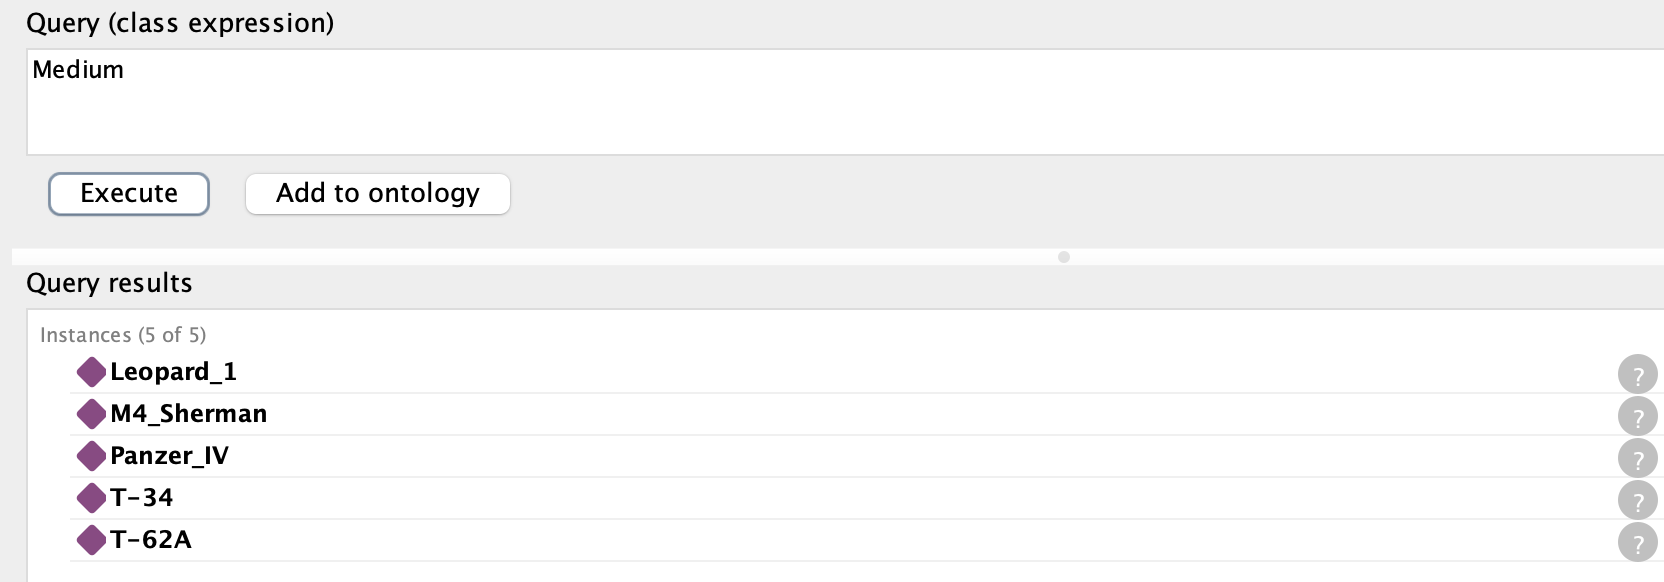 Query (class expression)
Medium
Execute
Add to ontology
Query results
Instances (5 of 5)
Leopard_1
?
M4_Sherman
?
Panzer_IV
?
T-34
?
T-62A
?